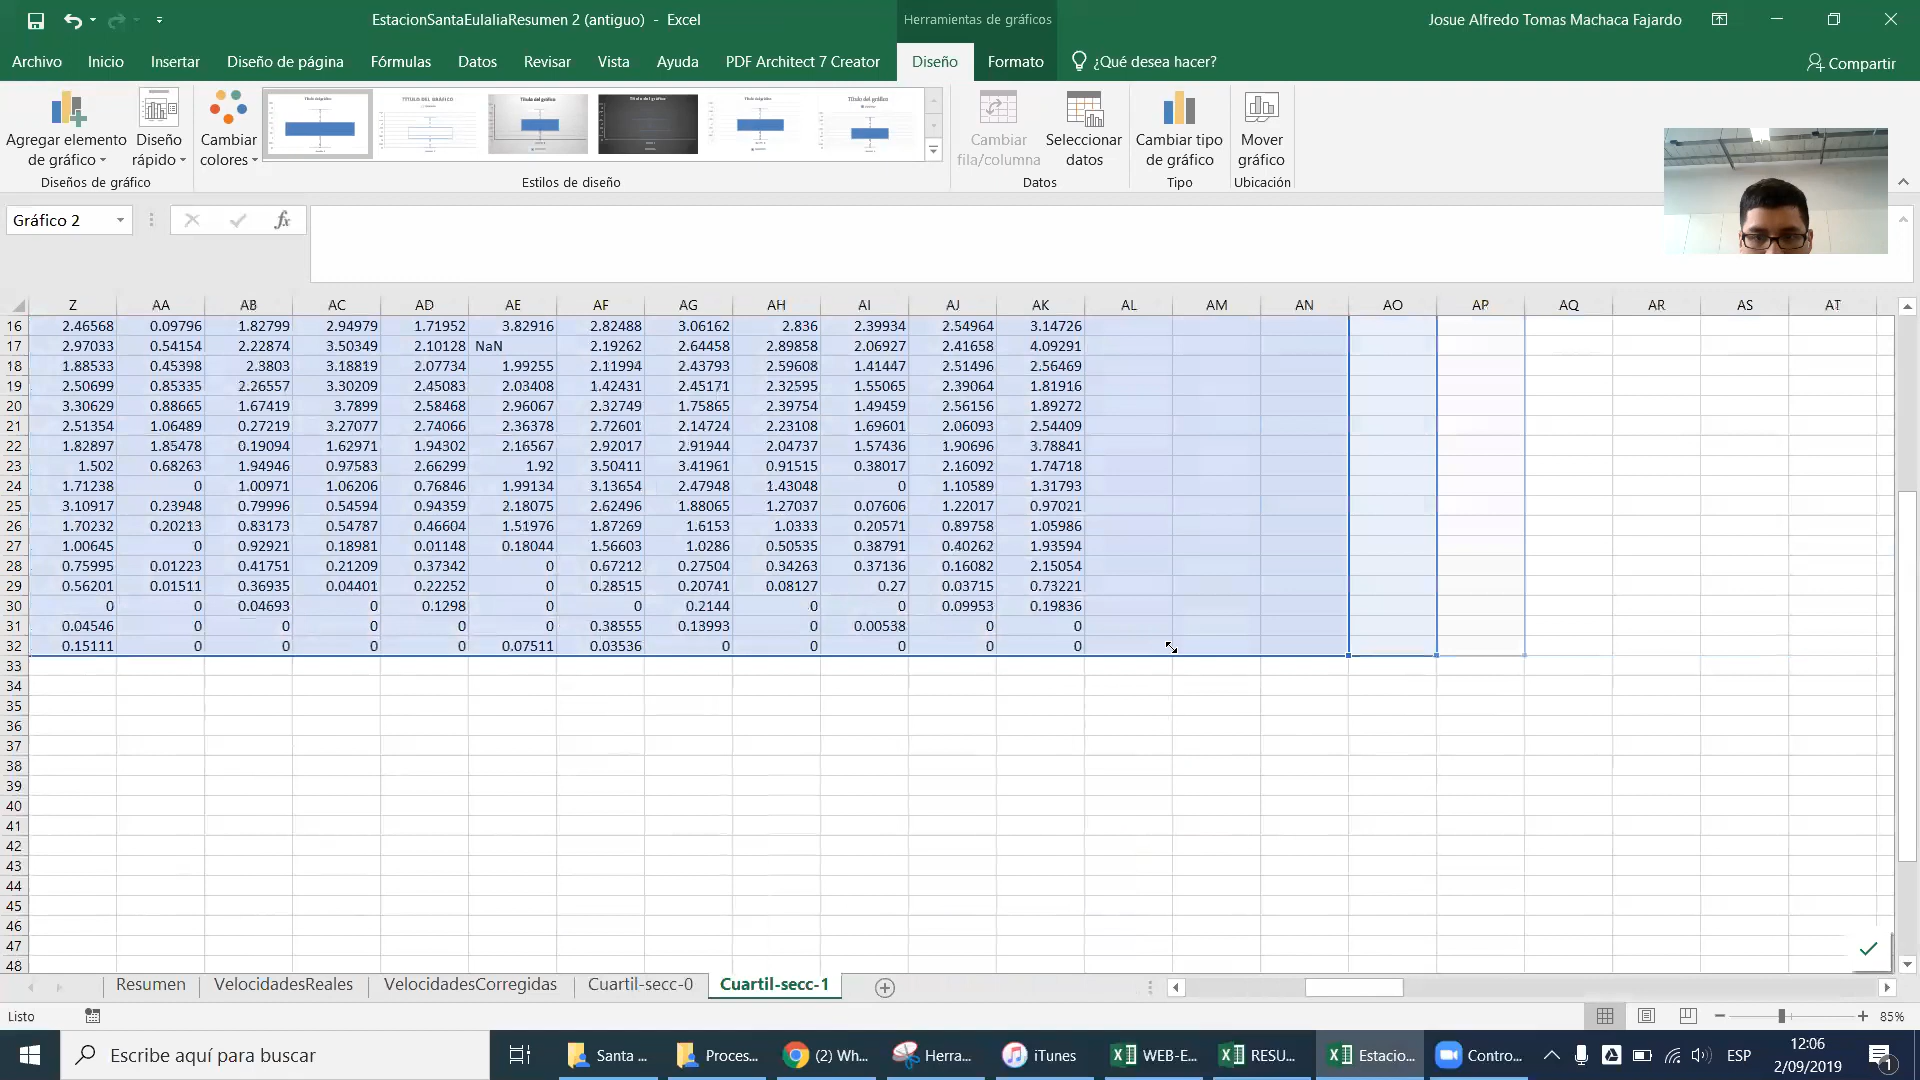 EstacionSantaEulaliaResumen 2 (antiguo) - Excel
Herramientas de gráficos
Josue Alfredo Tomas Machaca Fajardo
Archivo Inicio Insertar Diseño de página Fórmulas Datos Revisar Vista Ayuda PDF Architect 7 Creator Diseño Formato ¿Qué desea hacer? Compartir
Agregar elemento de gráfico
Diseño rápido
Cambiar colores
Cambiar fila/columna
Seleccionar datos
Cambiar tipo de gráfico
Mover gráfico
Diseños de gráfico Estilos de diseño Datos Tipo Ubicación
Gráfico 2 fx
Z AA AB AC AD AE AF AG AH AI AJ AK AL AM AN AO AP AQ AR AS AT
16 2.46568 0.09796 1.82799 2.94979 1.71952 3.82916 2.82488 3.06162 2.836 2.39934 2.54964 3.14726
17 2.97033 0.54154 2.22874 3.50349 2.10128 NaN 2.19262 2.64458 2.89858 2.06927 2.41658 4.09291
18 1.88533 0.45398 2.3803 3.18819 2.07734 1.99255 2.11994 2.43793 2.59608 1.41447 2.51496 2.56469
19 2.50699 0.85335 2.26557 3.30209 2.45083 2.03408 1.42431 2.45171 2.32595 1.55065 2.39064 1.81916
20 3.30629 0.88665 1.67419 3.7899 2.58468 2.96067 2.32749 1.75865 2.39754 1.49459 2.56156 1.89272
21 2.51354 1.06489 0.27219 3.27077 2.74066 2.36378 2.72601 2.14724 2.23108 1.69601 2.06093 2.54409
22 1.82897 1.85478 0.19094 1.62971 1.94302 2.16567 2.92017 2.91944 2.04737 1.57436 1.90696 3.78841
23 1.502 0.68263 1.94946 0.97583 2.66299 1.92 3.50411 3.41961 0.91515 0.38017 2.16092 1.74718
24 1.71238 0 1.00971 1.06206 0.76846 1.99134 3.13654 2.47948 1.43048 0 1.10589 1.31793
25 3.10917 0.23948 0.79996 0.54594 0.94359 2.18075 2.62496 1.88065 1.27037 0.07606 1.22017 0.97021
26 1.70232 0.20213 0.83173 0.54787 0.46604 1.51976 1.87269 1.6153 1.0333 0.20571 0.89758 1.05986
27 1.00645 0 0.92921 0.18981 0.01148 0.18044 1.56603 1.0286 0.50535 0.38791 0.40262 1.93594
28 0.75995 0.01223 0.41751 0.21209 0.37342 0 0.67212 0.27504 0.34263 0.37136 0.16082 2.15054
29 0.56201 0.01511 0.36935 0.04401 0.22252 0 0.28515 0.20741 0.08127 0.27 0.03715 0.73221
30 0 0 0.04693 0 0.1298 0 0 0.2144 0 0 0.09953 0.19836
31 0.04546 0 0 0 0 0 0.38555 0.13993 0 0.00538 0 0
32 0.15111 0 0 0 0 0.07511 0.03536 0 0 0 0 0
33
34
35
36
37
38
39
40
41
42
43
44
45
46
47
48
Resumen VelocidadesReales VelocidadesCorregidas Cuartil-secc-0 Cuartil-secc-1
Listo 85%
Escribe aquí para buscar Santa ... Proces... (2) Wh... Herra... iTunes WEB-E... RESU... Estacio... Contro... ESP 12:06
2/09/2019 1